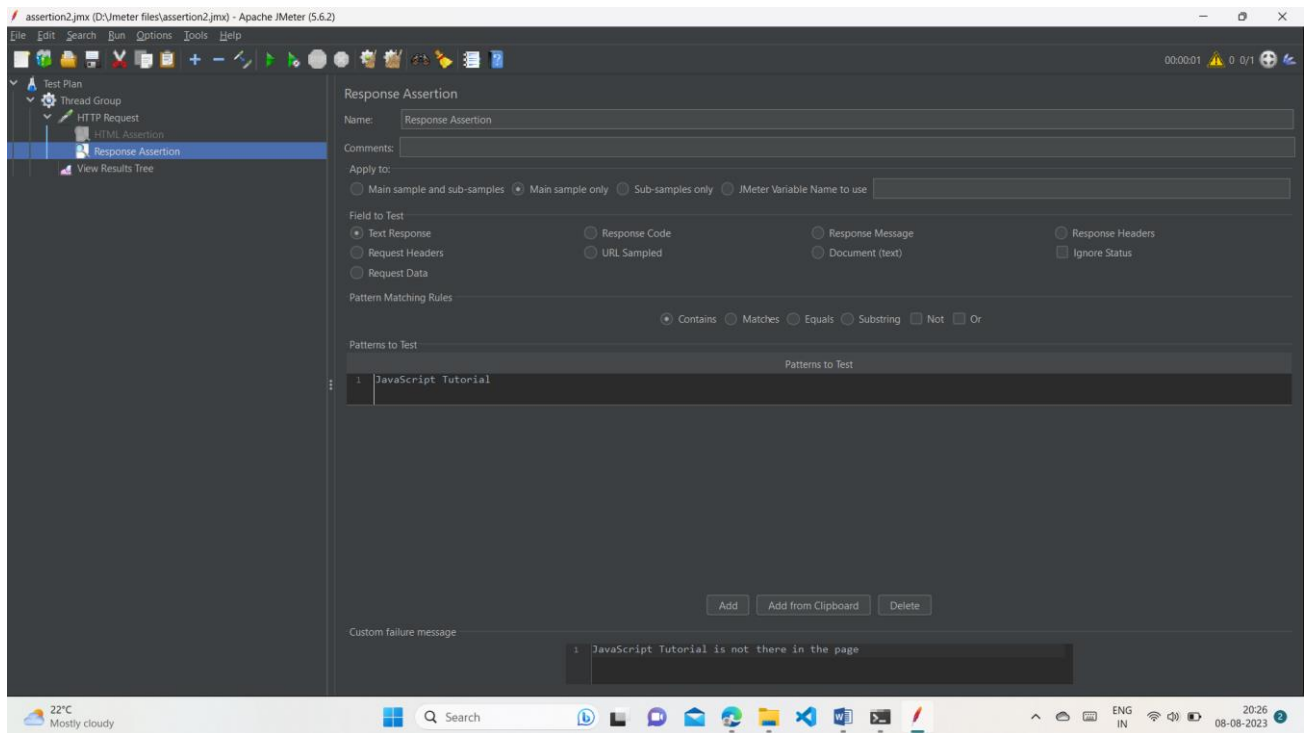 assertion2.jmx (D:\Jmeter files\assertion2.jmx) - Apache JMeter (5.6.2)
File Edit Search Run Options Tools Help
00:00:01 0 0/1
Test Plan
Thread Group
HTTP Request
HTML Assertion
Response Assertion
View Results Tree
Response Assertion
Name: Response Assertion
Comments:
Apply to:
Main sample and sub-samples Main sample only Sub-samples only JMeter Variable Name to use
Field to Test
Text Response Response Code Response Message Response Headers
Request Headers URL Sampled Document (text) Ignore Status
Request Data
Pattern Matching Rules
Contains Matches Equals Substring Not Or
Patterns to Test
Patterns to Test
1 JavaScript Tutorial
Add Add from Clipboard Delete
Custom failure message
1 JavaScript Tutorial is not there in the page
22°C
Mostly cloudy
Search
ENG
IN
20:26
08-08-2023
2